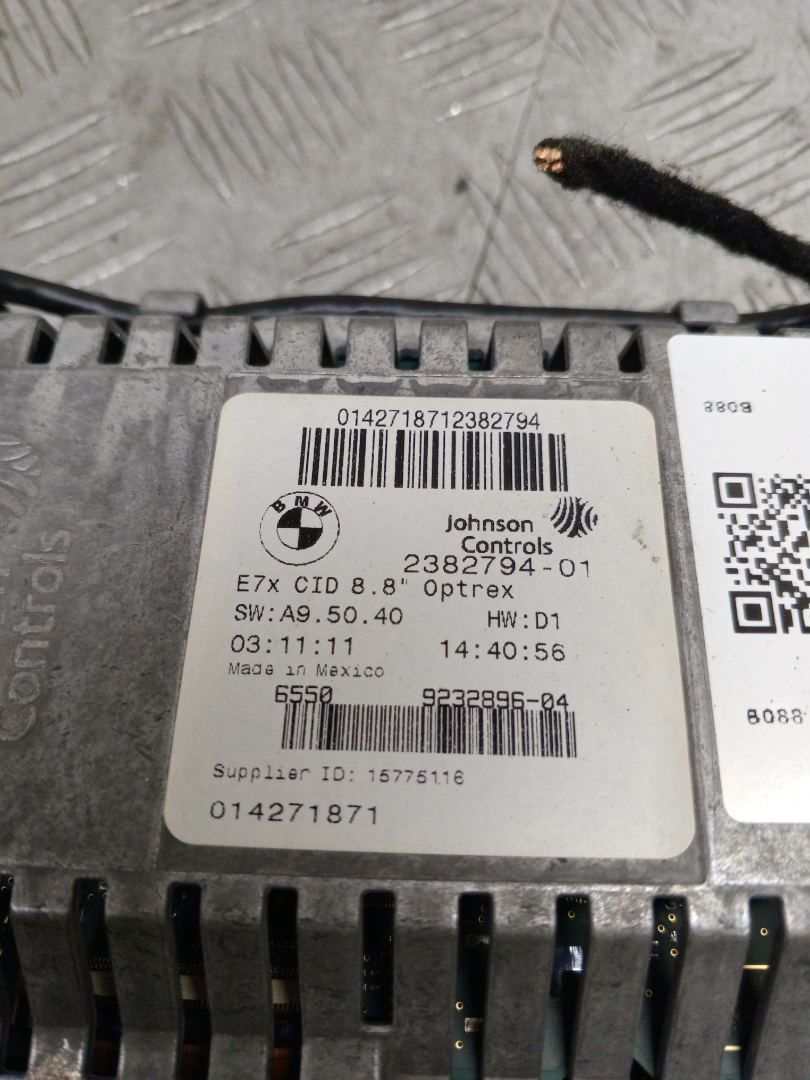 0142718712382794
BMW
Johnson
Controls
2382794-01
E7x CID 8.8" Optrex
SW:A9.50.40 HW:D1
03:11:11 14:40:56
Made in Mexico
6550 9232896-04
Supplier ID: 15775116
014271871
B088
B088
Controls